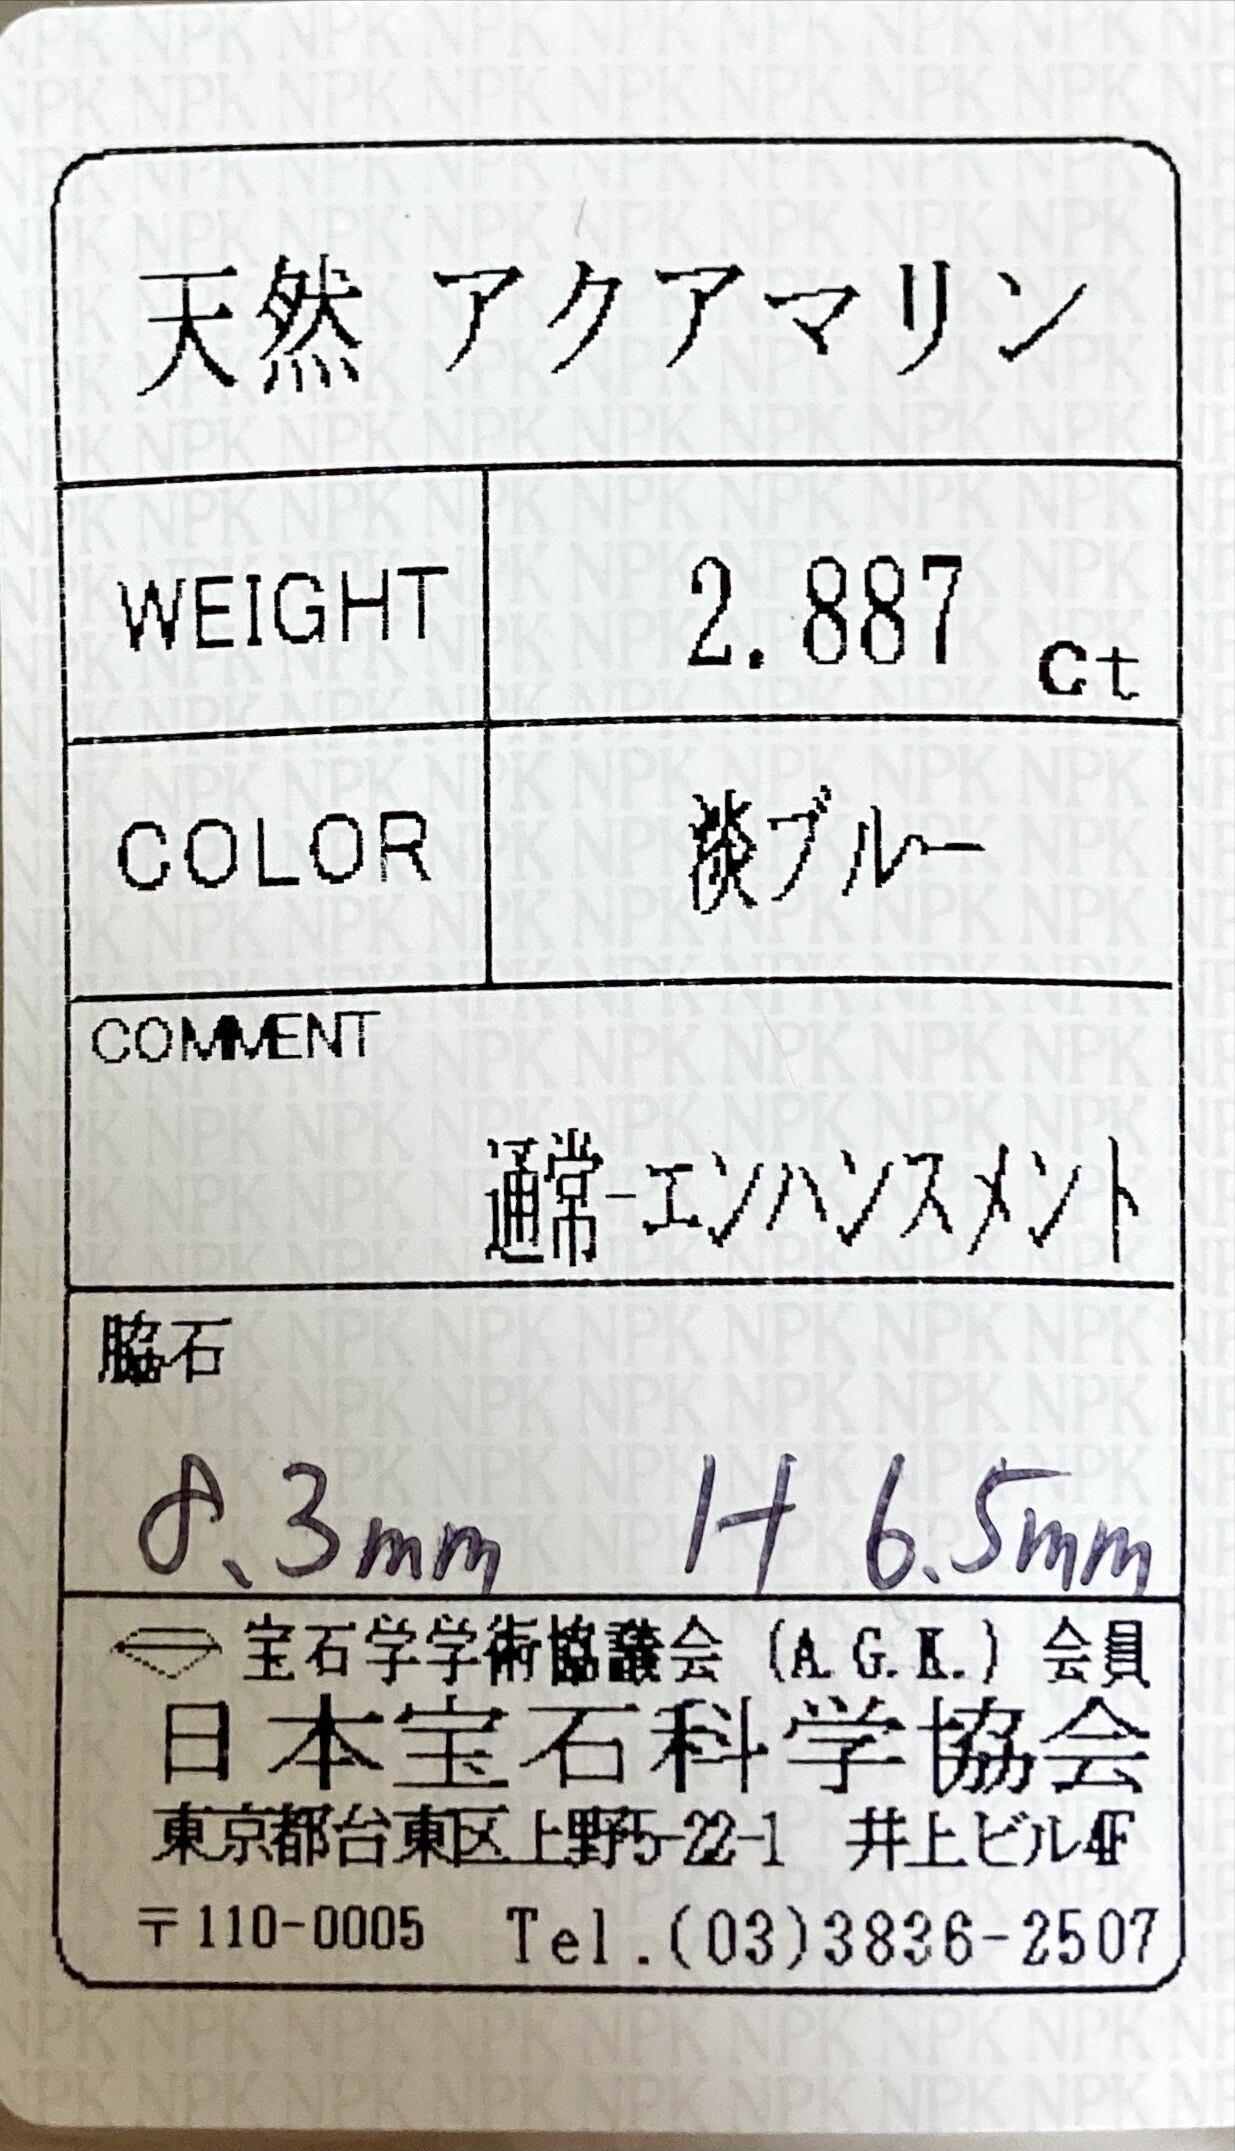 天然 アクアマリン
WEIGHT 2.887 ct
COLOR 淡ブルー
COMMENT
通常-エンハンスメント
脇石
8.3mm H 6.5mm
宝石学学術協議会 (A.G.K.) 会員
日本宝石科学協会
東京都台東区上野5-22-1 井上ビル4F
〒110-0005 Tel.(03)3836-2507